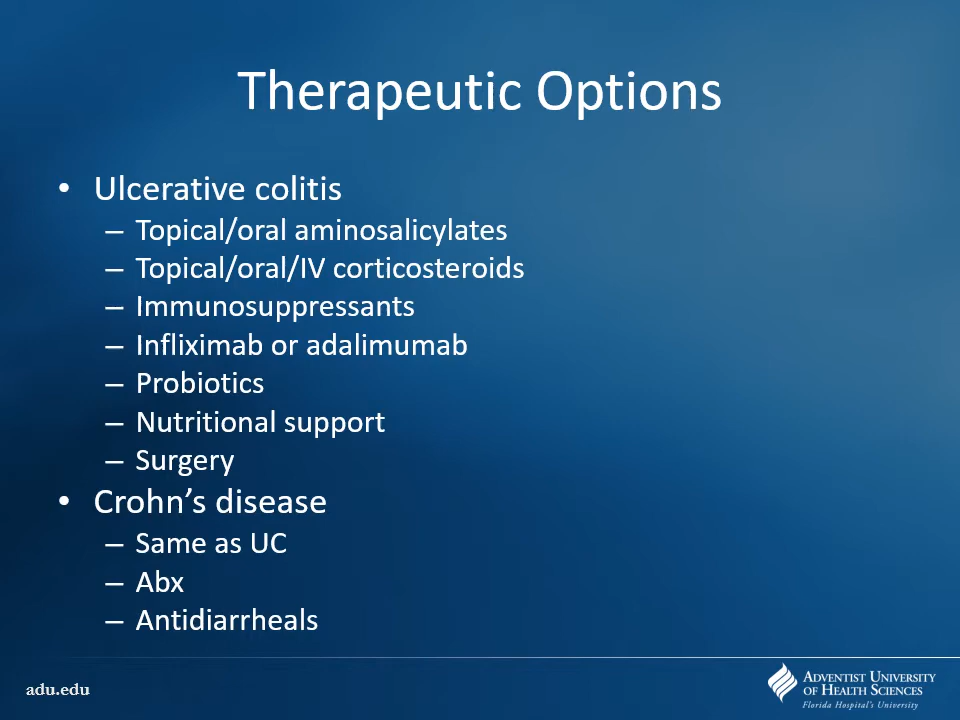 Therapeutic Options
• Ulcerative colitis
– Topical/oral aminosalicylates
– Topical/oral/IV corticosteroids
– Immunosuppressants
– Infliximab or adalimumab
– Probiotics
– Nutritional support
– Surgery
• Crohn’s disease
– Same as UC
– Abx
– Antidiarrheals
adu.edu
ADVENTIST UNIVERSITY
OF HEALTH SCIENCES
Florida Hospital's University